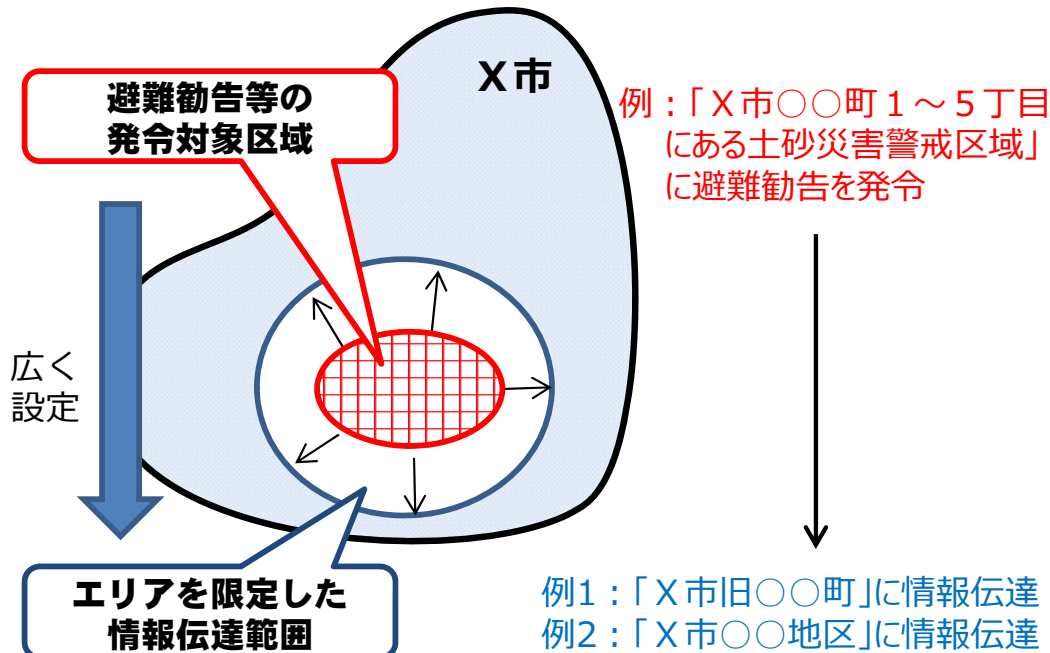 X市
避難勧告等の
発令対象区域
例：「X市○○町1～5丁目
にある土砂災害警戒区域」
に避難勧告を発令
広く
設定
エリアを限定した
情報伝達範囲
例1：「X市旧○○町」に情報伝達
例2：「X市○○地区」に情報伝達